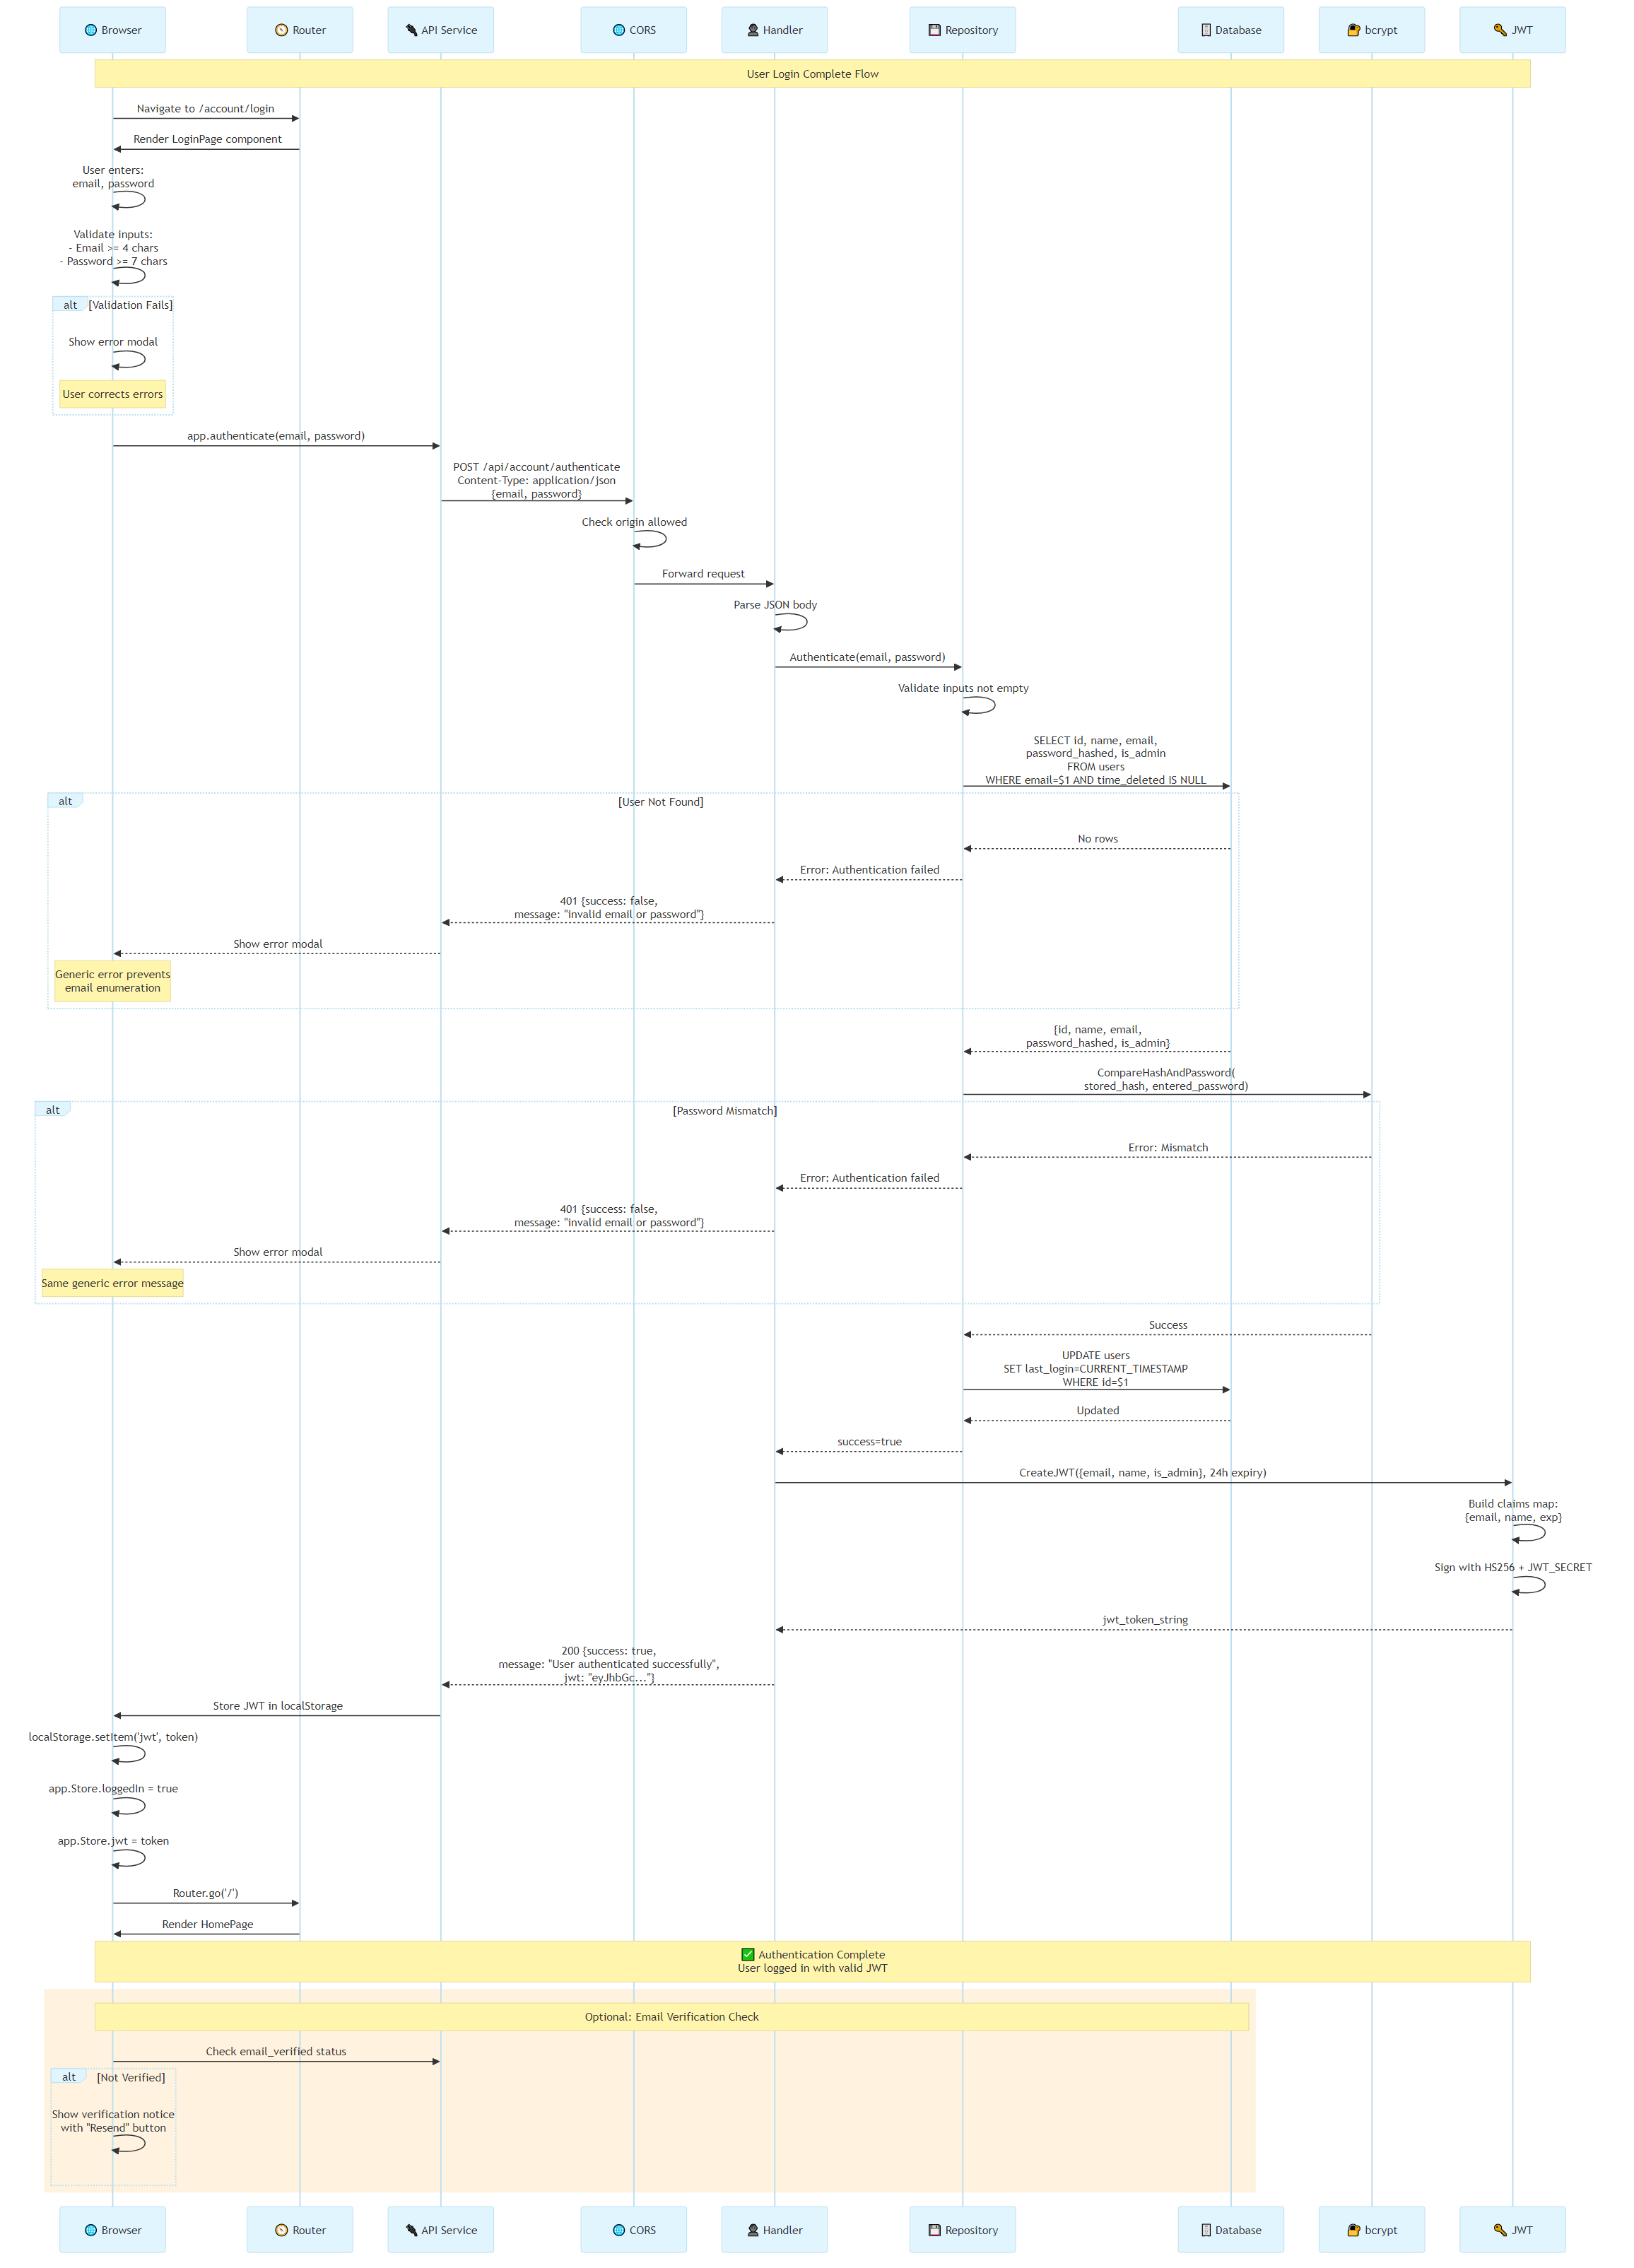 🌐 Browser
🧭 Router
🔌 API Service
🌐 CORS
👤 Handler
💾 Repository
🗄 Database
🔐 bcrypt
🔑 JWT
User Login Complete Flow
Navigate to /account/login
Render LoginPage component
User enters:
email, password
Validate inputs:
- Email >= 4 chars
- Password >= 7 chars
alt [Validation Fails]
Show error modal
User corrects errors
app.authenticate(email, password)
POST /api/account/authenticate
Content-Type: application/json
{email, password}
Check origin allowed
Forward request
Parse JSON body
Authenticate(email, password)
Validate inputs not empty
SELECT id, name, email,
password_hashed, is_admin
FROM users
WHERE email=$1 AND time_deleted IS NULL
alt [User Not Found]
No rows
Error: Authentication failed
401 {success: false,
message: "invalid email or password"}
Show error modal
Generic error prevents
email enumeration
{id, name, email,
password_hashed, is_admin}
CompareHashAndPassword(
stored_hash, entered_password)
alt [Password Mismatch]
Error: Mismatch
Error: Authentication failed
401 {success: false,
message: "invalid email or password"}
Show error modal
Same generic error message
Success
UPDATE users
SET last_login=CURRENT_TIMESTAMP
WHERE id=$1
Updated
success=true
CreateJWT({email, name, is_admin}, 24h expiry)
Build claims map:
{email, name, exp}
Sign with HS256 + JWT_SECRET
jwt_token_string
200 {success: true,
message: "User authenticated successfully",
jwt: "eyJhbGc..."}
Store JWT in localStorage
localStorage.setItem('jwt', token)
app.Store.loggedIn = true
app.Store.jwt = token
Router.go('/')
Render HomePage
✅ Authentication Complete
User logged in with valid JWT
Optional: Email Verification Check
Check email_verified status
alt [Not Verified]
Show verification notice
with "Resend" button
🌐 Browser
🧭 Router
🔌 API Service
🌐 CORS
👤 Handler
💾 Repository
🗄 Database
🔐 bcrypt
🔑 JWT